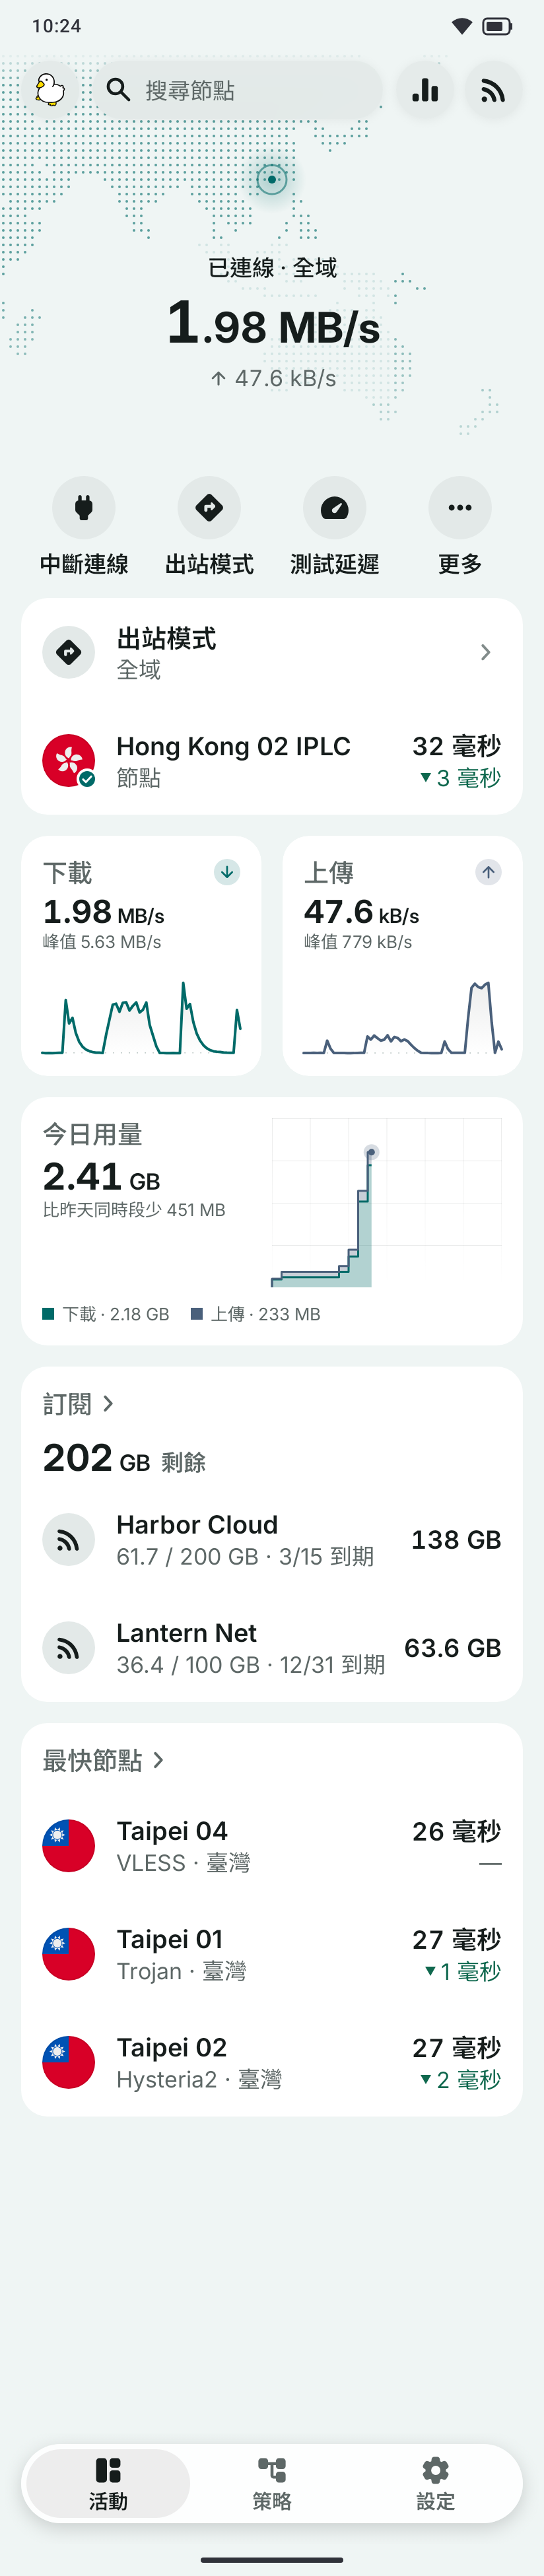 10:24
搜尋節點
已連線 · 全域
1.98 MB/s
↑ 47.6 kB/s
中斷連線 出站模式 測試延遲 更多
出站模式
全域
Hong Kong 02 IPLC 32 毫秒
節點 ▼3 毫秒
下載 上傳
1.98 MB/s 47.6 kB/s
峰值 5.63 MB/s 峰值 779 kB/s
今日用量
2.41 GB
比昨天同時段少 451 MB
下載 · 2.18 GB 上傳 · 233 MB
訂閱
202 GB 剩餘
Harbor Cloud 138 GB
61.7 / 200 GB · 3/15 到期
Lantern Net 63.6 GB
36.4 / 100 GB · 12/31 到期
最快節點
Taipei 04 26 毫秒
VLESS · 臺灣 —
Taipei 01 27 毫秒
Trojan · 臺灣 ▼1 毫秒
Taipei 02 27 毫秒
Hysteria2 · 臺灣 ▼2 毫秒
活動 策略 設定